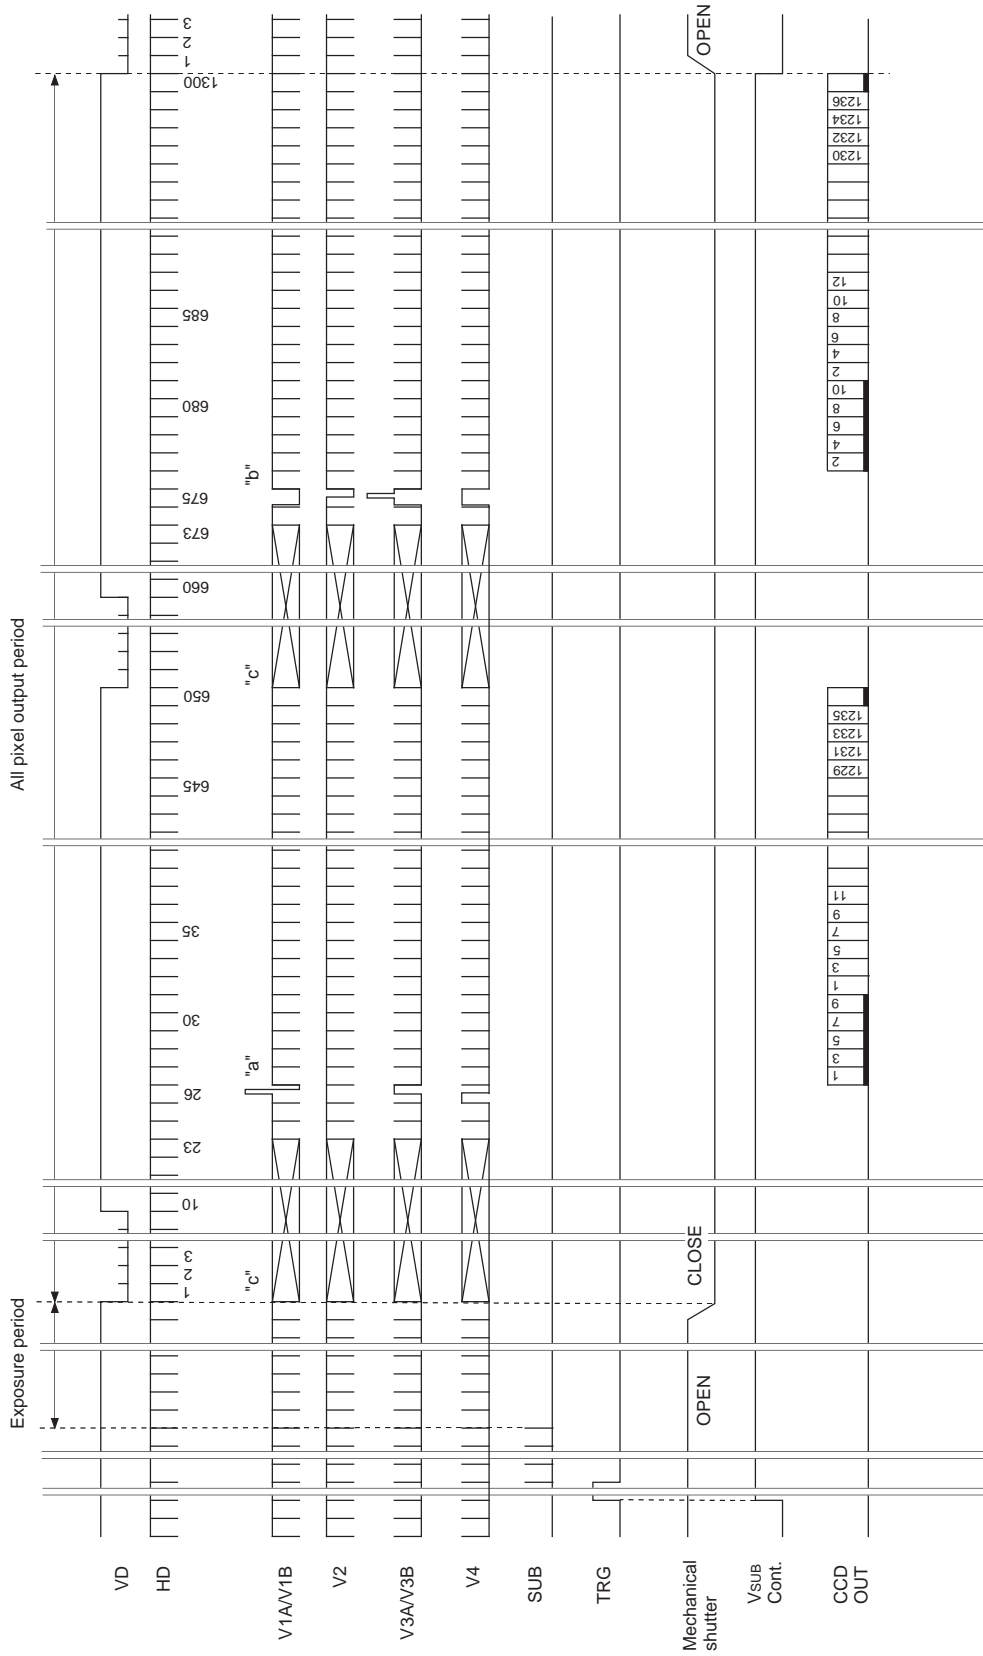 Exposure period
All pixel output period
VD
HD
1
2
3
10
23
26
30
35
645
650
660
673
675
680
685
1300
1
2
3
"c"
"a"
"c"
"b"
V1A/V1B
V2
V3A/V3B
V4
SUB
TRG
Mechanical
shutter
OPEN
CLOSE
OPEN
VSUB
Cont.
CCD
OUT
1
3
5
7
9
1
3
5
7
9
11
1229
1231
1233
1235
2
4
6
8
10
2
4
6
8
10
12
1230
1232
1234
1236